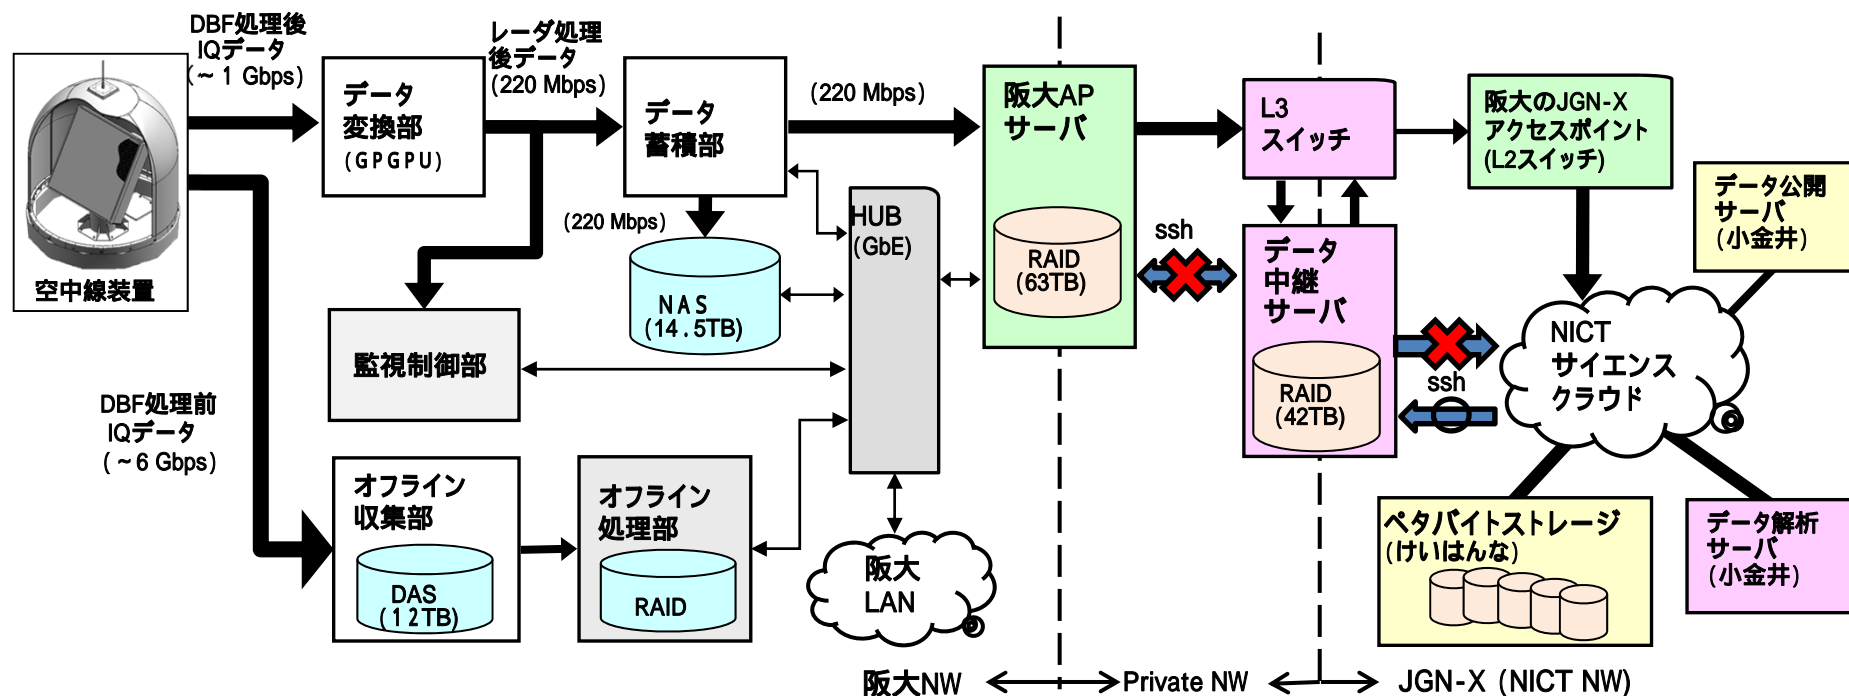 DBF処理後
IQデータ
(~ 1 Gbps)
レーダ処理
後データ
(220 Mbps)
データ
変換部
(GPGPU)
データ
蓄積部
(220 Mbps)
阪大AP
サーバ
L3
スイッチ
阪大のJGN-X
アクセスポイント
(L2スイッチ)
データ公開
サーバ
(小金井)
空中線装置
(220 Mbps)
HUB
(GbE)
NAS
(14.5TB)
RAID
(63TB)
ssh
データ
中継
サーバ
NICT
サイエンス
クラウド
監視制御部
ssh
RAID
(42TB)
DBF処理前
IQデータ
(~6 Gbps)
オフライン
収集部
DAS
(12TB)
オフライン
処理部
RAID
阪大
LAN
ペタバイトストレージ
(けいはんな)
データ解析
サーバ
(小金井)
阪大NW
Private NW
JGN-X (NICT NW)